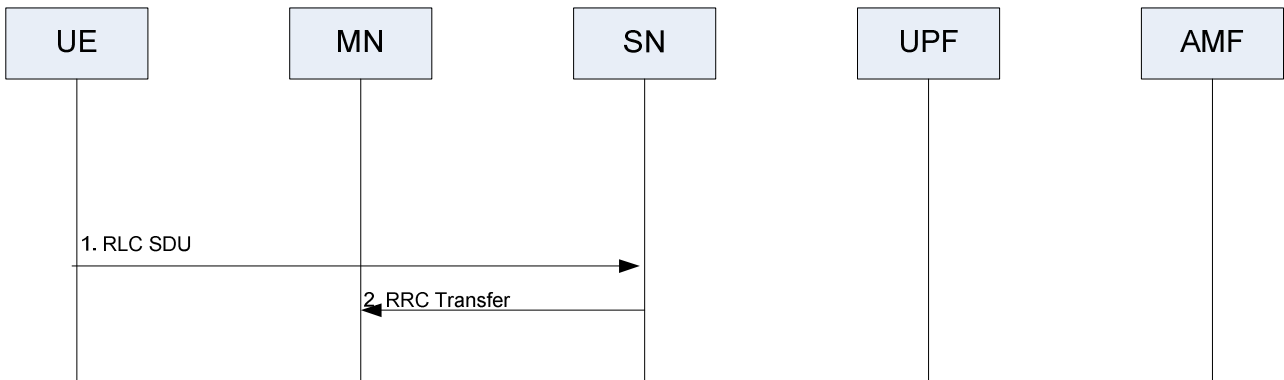 UE
MN
SN
UPF
AMF
1. RLC SDU
2. RRC Transfer